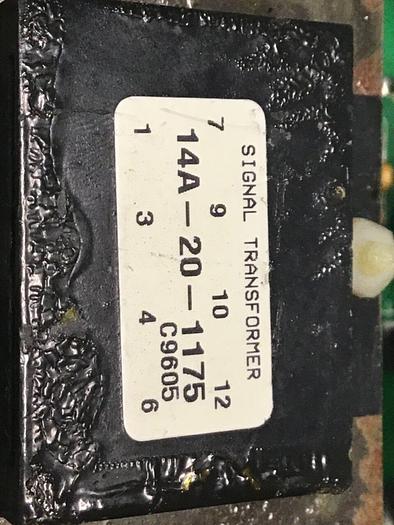 SIGNAL TRANSFORMER
7 9 10 12
14A-20-1175
C9605
1 3 4 6